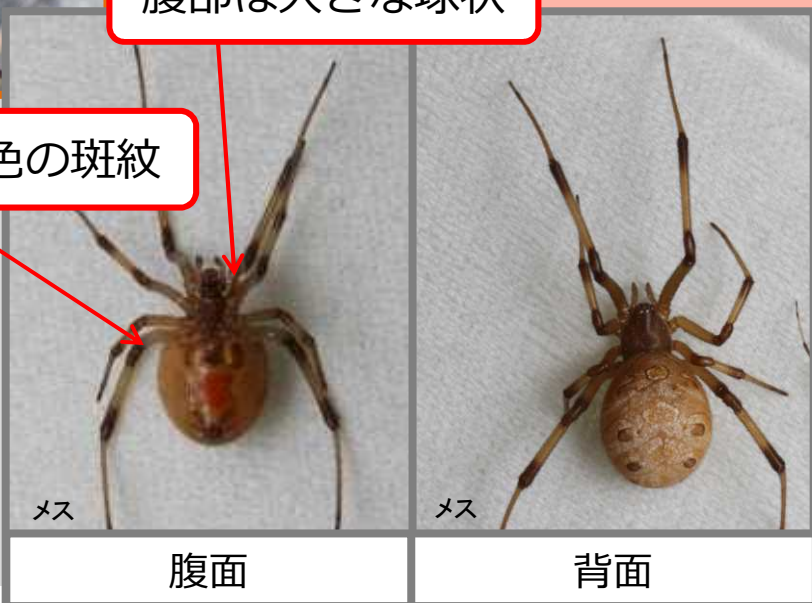 腹部は大きな球状
色の斑紋
メス
メス
腹面
背面